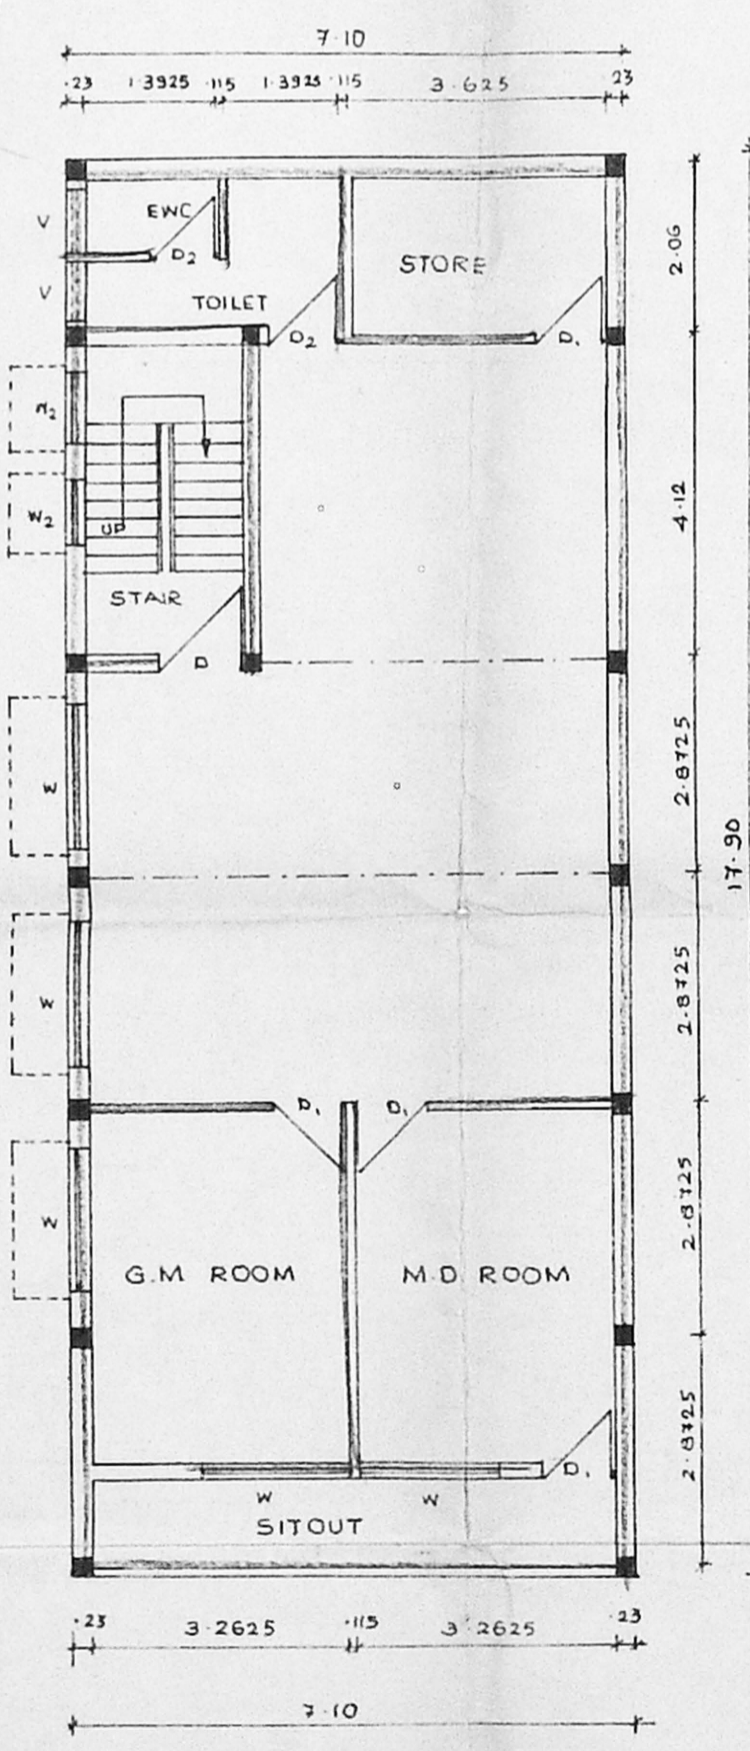 7.10
.23 1.3925 .115 1.3925 .115 3.625 .23
V
EWC
D2
2.06
STORE
V
TOILET
D2
D1
W2
W2
UP
4.12
STAIR
D
2.8725
W
17.90
W
2.8725
D1
D1
W
2.8725
G.M ROOM
M.D. ROOM
2.8725
D1
W
W
SITOUT
.23 3.2625 .115 3.2625 .23
7.10